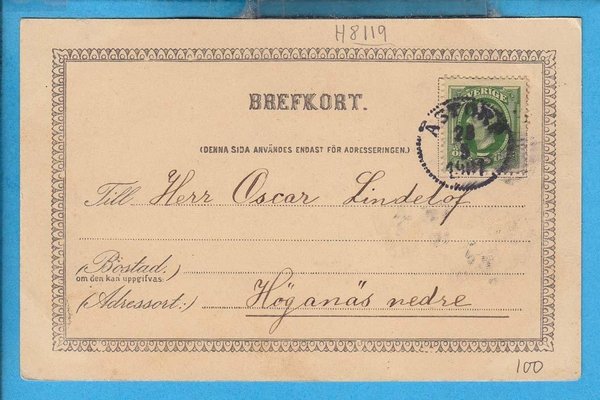 H8119
BREFKORT.
SVERIGE
(DENNA SIDA ANVÄNDES ENDAST FÖR ADRESSERINGEN.)
Till Herr Oscar Lindelof
(Bostad:)
om den kan uppgifvas.
(Adressort:) Höganäs nedre
100